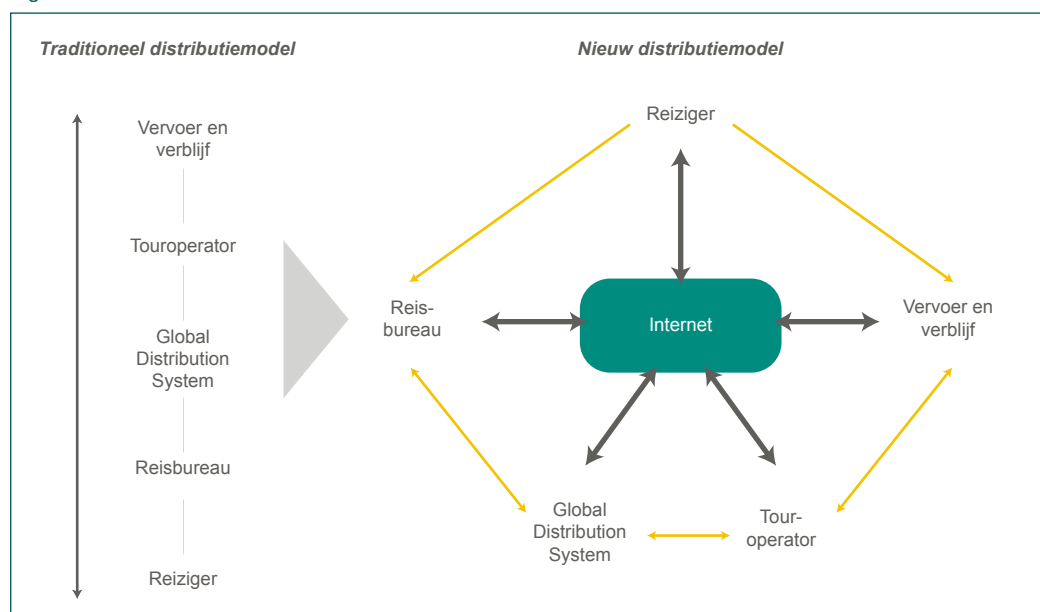 Traditioneel distributiemodel
Vervoer en
verblijf
Touroperator
Global
Distribution
System
Reisbureau
Reiziger
Nieuw distributiemodel
Reiziger
Reis-
bureau
Internet
Vervoer en
verblijf
Global
Distribution
System
Tour-
operator